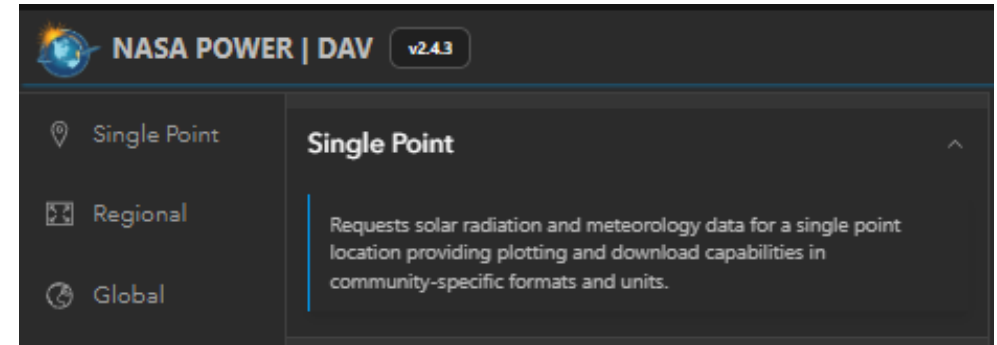 NASA POWER | DAV v2.4.3
Single Point
Regional
Global
Single Point
Requests solar radiation and meteorology data for a single point
location providing plotting and download capabilities in
community-specific formats and units.